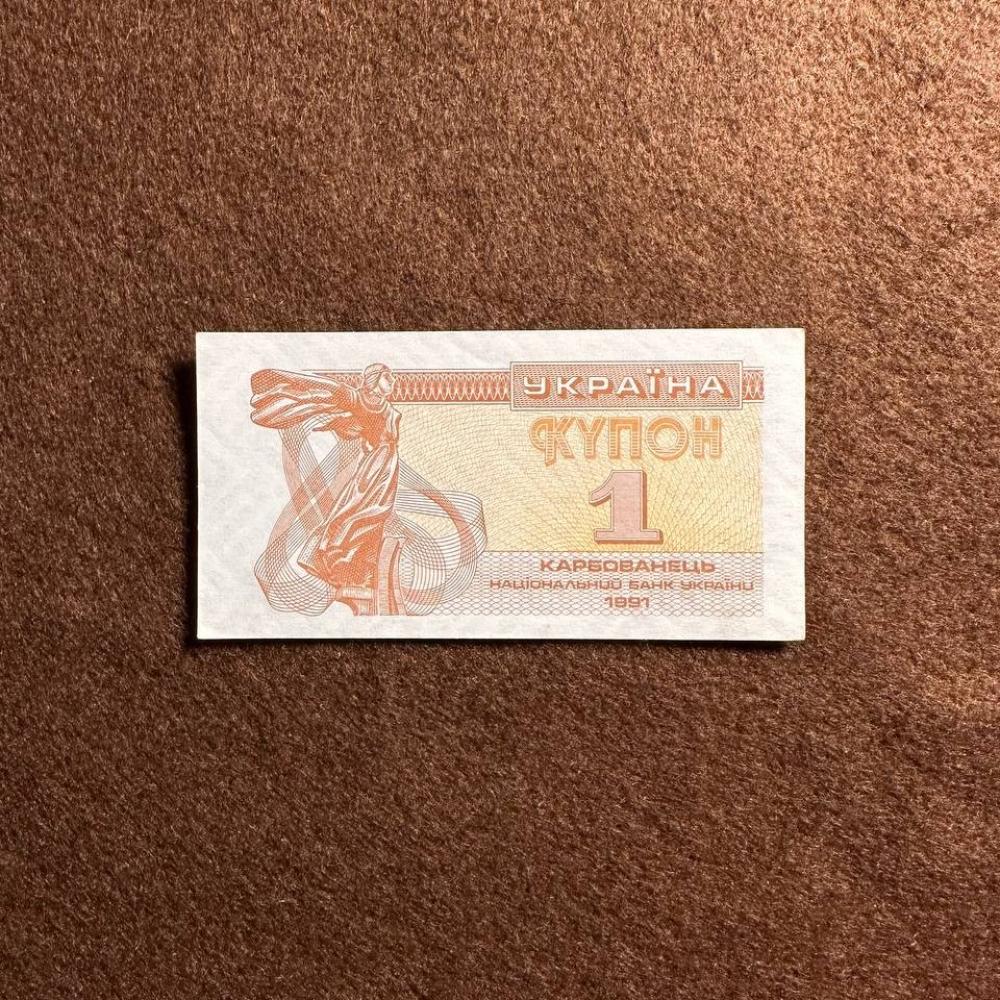 УКРАЇНА
КУПОН
1
КАРБОВАНЕЦЬ
НАЦІОНАЛЬНИЙ БАНК УКРАЇНИ
1991